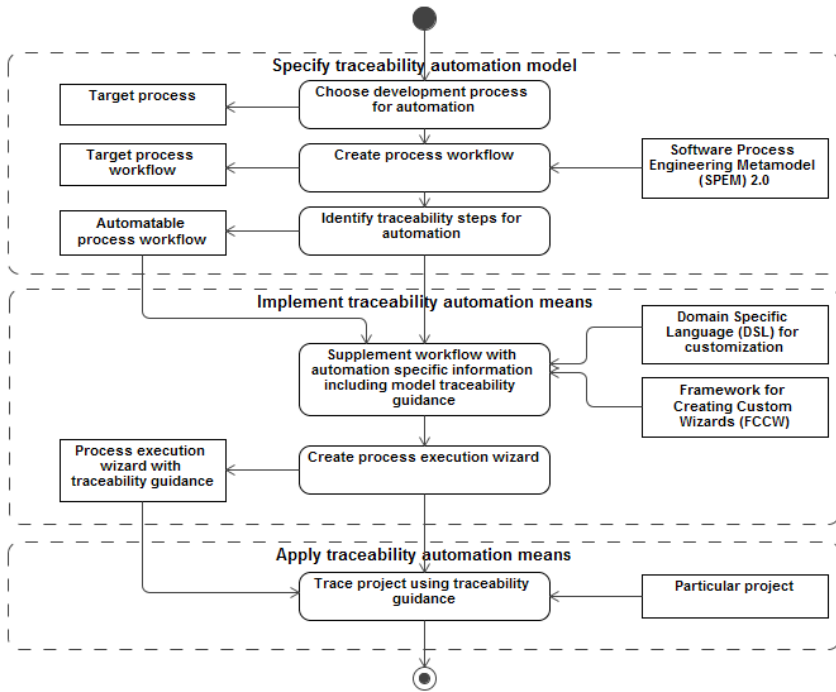 Specify traceability automation model
Target process
Choose development process
for automation
Target process
workflow
Create process workflow
Software Process
Engineering Metamodel
(SPEM) 2.0
Automatable
process workflow
Identify traceability steps for
automation
Implement traceability automation means
Supplement workflow with
automation specific information
including model traceability
guidance
Domain Specific
Language (DSL) for
customization
Framework for
Creating Custom
Wizards (FCCW)
Process execution
wizard with
traceability guidance
Create process execution wizard
Apply traceability automation means
Trace project using traceability
guidance
Particular project